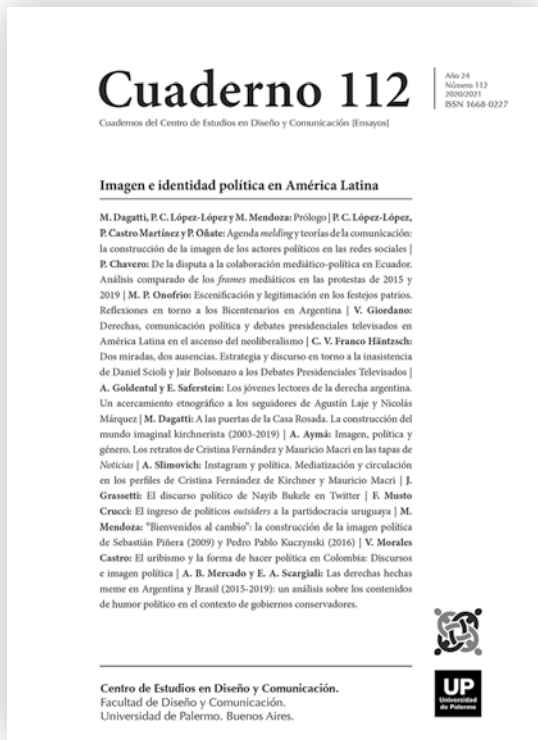 Cuaderno 112
Año 24
Número 112
2020/2021
ISSN 1668-0227
Cuadernos del Centro de Estudios en Diseño y Comunicación [Ensayos]
Imagen e identidad política en América Latina
M. Dagatti, P. C. López-López y M. Mendoza: Prólogo | P. C. López-López,
P. Castro Martínez y P. Oñate: Agenda melding y teorías de la comunicación:
la construcción de la imagen de los actores políticos en las redes sociales |
P. Chavero: De la disputa a la colaboración mediático-política en Ecuador.
Análisis comparado de los frames mediáticos en las protestas de 2015 y
2019 | M. P. Onofrio: Escenificación y legitimación en los festejos patrios.
Reflexiones en torno a los Bicentenarios en Argentina | V. Giordano:
Derechas, comunicación política y debates presidenciales televisados en
América Latina en el ascenso del neoliberalismo | C. V. Franco Häntzsch:
Dos miradas, dos ausencias. Estrategia y discurso en torno a la inasistencia
de Daniel Scioli y Jair Bolsonaro a los Debates Presidenciales Televisados |
A. Goldentul y E. Saferstein: Los jóvenes lectores de la derecha argentina.
Un acercamiento etnográfico a los seguidores de Agustín Laje y Nicolás
Márquez | M. Dagatti: A las puertas de la Casa Rosada. La construcción del
mundo imaginal kirchnerista (2003-2019) | A. Aymá: Imagen, política y
género. Los retratos de Cristina Fernández y Mauricio Macri en las tapas de
Noticias | A. Slimovich: Instagram y política. Mediatización y circulación
en los perfiles de Cristina Fernández de Kirchner y Mauricio Macri | J.
Grassetti: El discurso político de Nayib Bukele en Twitter | F. Musto
Crucci: El ingreso de políticos outsiders a la partidocracia uruguaya | M.
Mendoza: "Bienvenidos al cambio": la construcción de la imagen política
de Sebastián Piñera (2009) y Pedro Pablo Kuczynski (2016) | V. Morales
Castro: El uribismo y la forma de hacer política en Colombia: Discursos
e imagen política | A. B. Mercado y E. A. Scargiali: Las derechas hechas
meme en Argentina y Brasil (2015-2019): un análisis sobre los contenidos
de humor político en el contexto de gobiernos conservadores.
Centro de Estudios en Diseño y Comunicación.
Facultad de Diseño y Comunicación.
Universidad de Palermo. Buenos Aires.
UP
Universidad
de Palermo